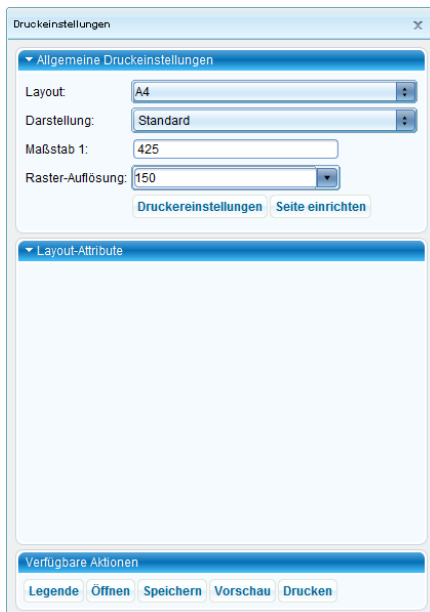 Druckeinstellungen x
Allgemeine Druckeinstellungen
Layout: A4
Darstellung: Standard
Maßstab 1: 425
Raster-Auflösung: 150
Druckereinstellungen Seite einrichten
Layout-Attribute
Verfügbare Aktionen
Legende Öffnen Speichern Vorschau Drucken